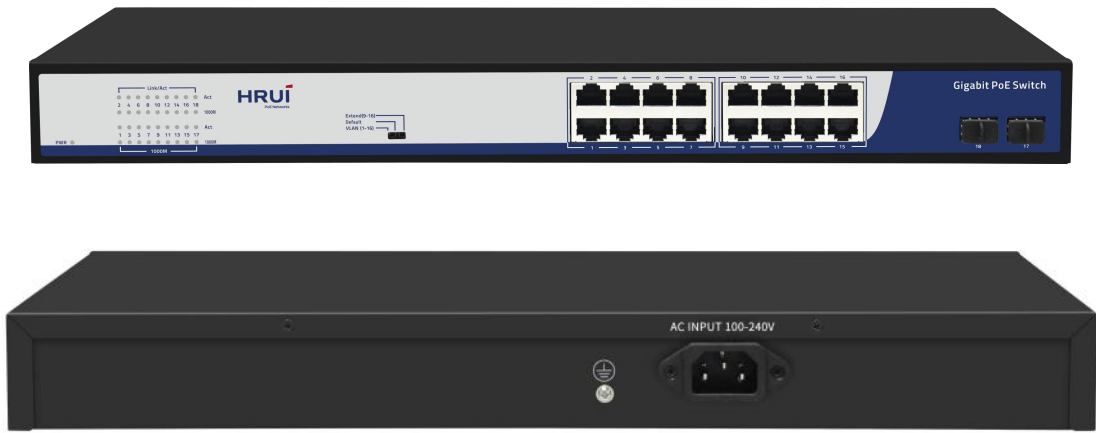 Link/Act
Act
2 4 6 8 10 12 14 16 18
1000M
Act
1 3 5 7 9 11 13 15 17
1000M
PWR
1000M
HRUI
PoE Networks
Extend(9-16)
Default
VLAN (1-16)
2 4 6 8
10 12 14 16
1 3 5 7
9 11 13 15
Gigabit PoE Switch
18 17
AC INPUT 100-240V